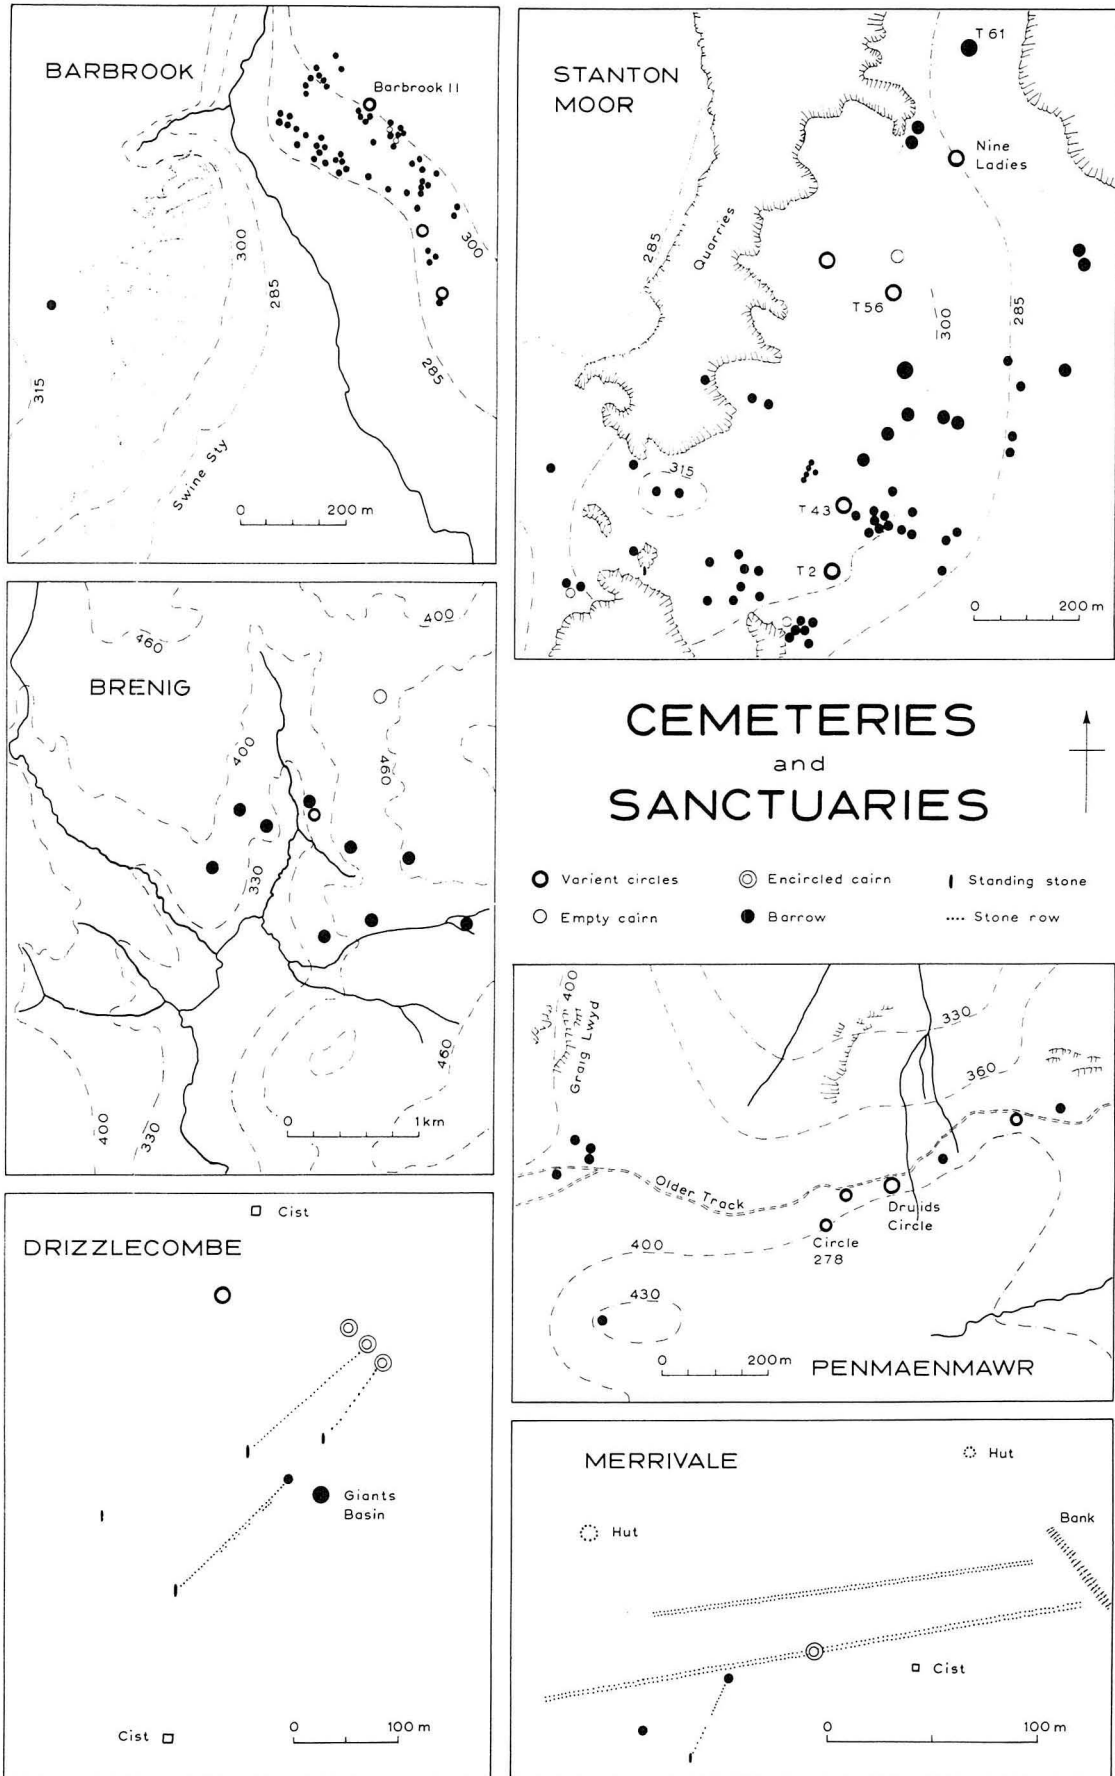 BARBROOK
Barbrook II
300
300
285
285
315
Swine Sty
0 200 m
STANTON
MOOR
T 61
Nine
Ladies
285
Quarries
T 56
300
285
315
T 43
T 2
0 200 m
BRENIG
460
400
400
460
330
400
330
460
0 1 km
CEMETERIES
and
SANCTUARIES
Varient circles
Encircled cairn
Standing stone
Empty cairn
Barrow
Stone row
400
Graig Lwyd
330
360
Older Track
Druids
Circle
Circle
278
400
430
0 200 m
PENMAENMAWR
DRIZZLECOMBE
Cist
Giants
Basin
Cist
0 100 m
MERRIVALE
Hut
Hut
Bank
Cist
0 100 m